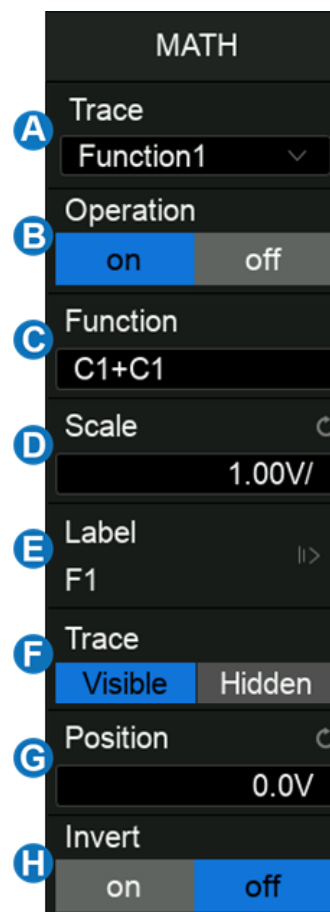 MATH
A
Trace
Function1
B
Operation
on off
C
Function
C1+C1
D
Scale
1.00V/
E
Label
F1
F
Trace
Visible Hidden
G
Position
0.0V
H
Invert
on off